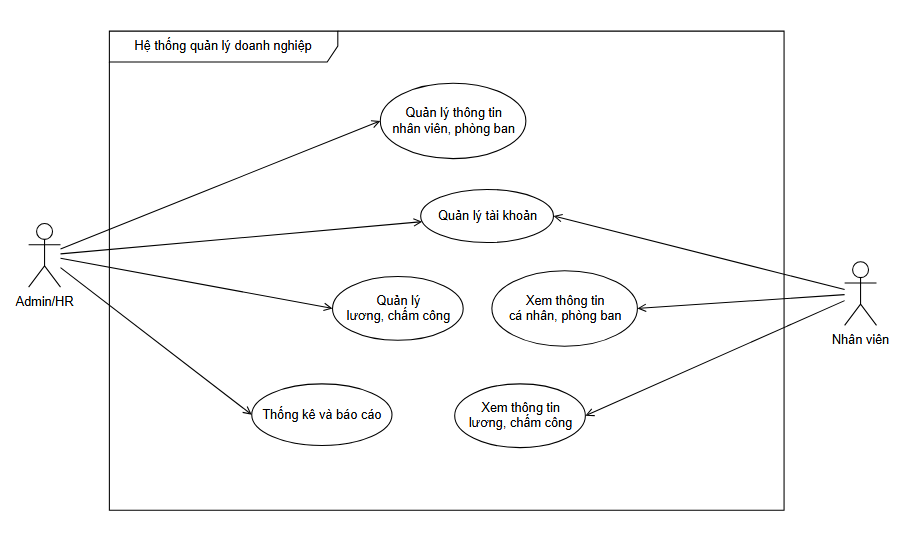 Hệ thống quản lý doanh nghiệp
Quản lý thông tin
nhân viên, phòng ban
Quản lý tài khoản
Admin/HR
Quản lý
lương, chấm công
Xem thông tin
cá nhân, phòng ban
Nhân viên
Thống kê và báo cáo
Xem thông tin
lương, chấm công